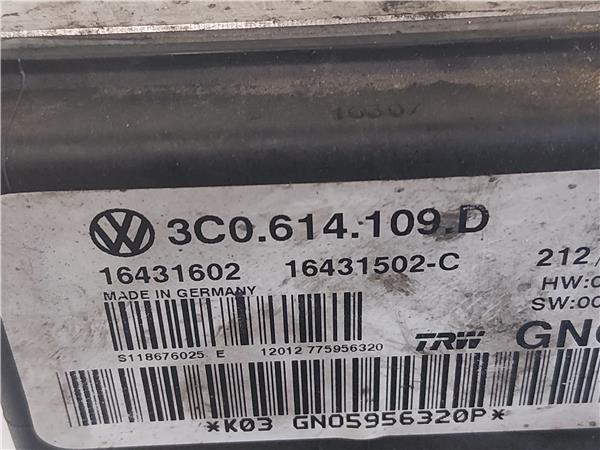 16307
3C0.614.109.D
16431602 16431502-C 212/
MADE IN GERMANY HW:0
SW:00
S118676025 E 12012 775956320
TRW GN0
*K03 GN05956320P*